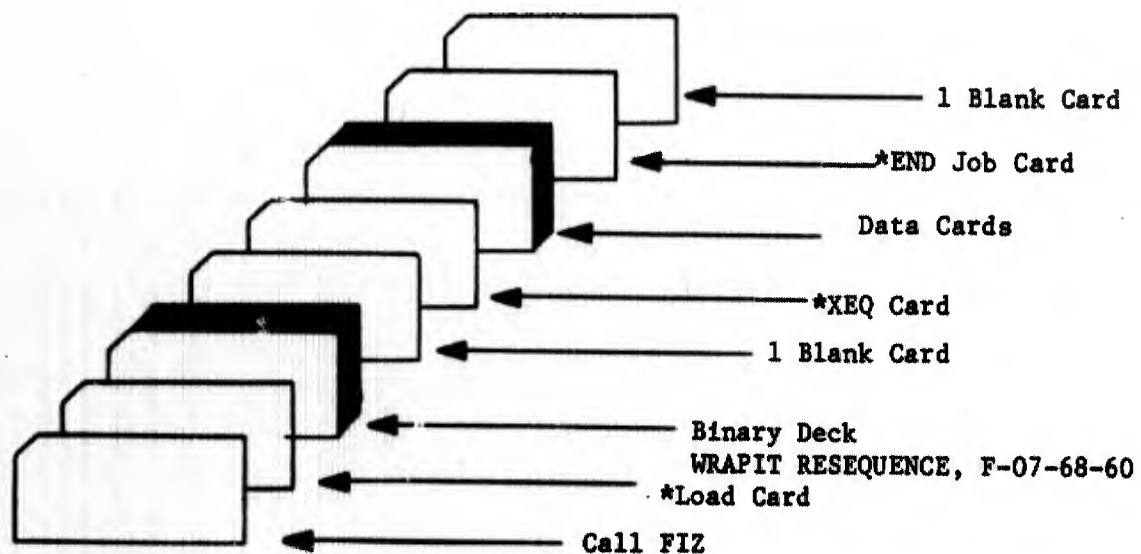 1 Blank Card
*END Job Card
Data Cards
*XEQ Card
1 Blank Card
Binary Deck
WRAPIT RESEQUENCE, F-07-68-60
*Load Card
Call FIZ